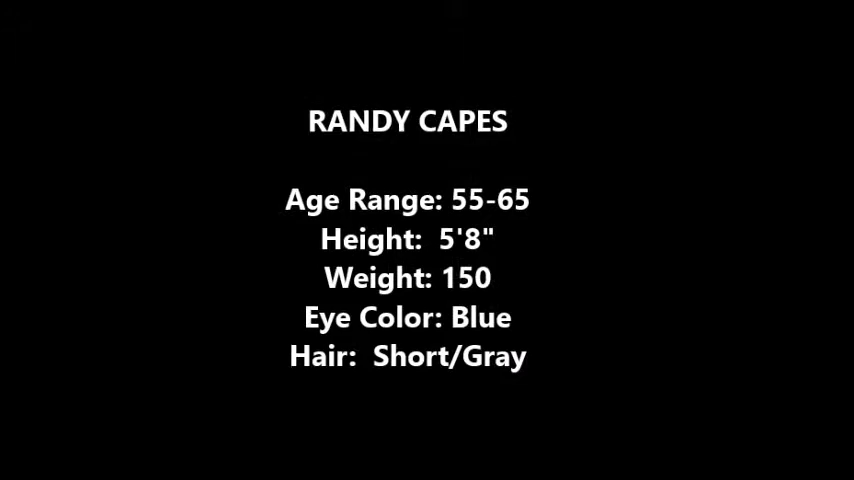 RANDY CAPES
Age Range: 55-65
Height:  5'8"
Weight: 150
Eye Color: Blue
Hair:  Short/Gray